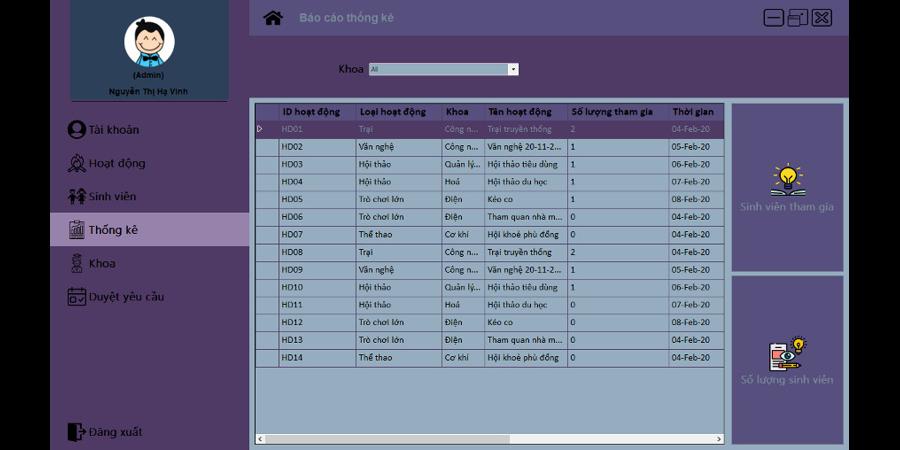 Báo cáo thống kê
(Admin)
Nguyễn Thị Hạ Vinh
Tài khoản
Hoạt động
Sinh viên
Thống kê
Khoa
Duyệt yêu cầu
Đăng xuất
Khoa All
ID hoạt động Loại hoạt động Khoa Tên hoạt động Số lượng tham gia Thời gian
HD01 Trại Công n... Trại truyền thống 2 04-Feb-20
HD02 Văn nghệ Công n... Văn nghệ 20-11-2... 1 05-Feb-20
HD03 Hội thảo Quản lý... Hội thảo tiêu dùng 1 06-Feb-20
HD04 Hội thảo Hoá Hội thảo du học 1 07-Feb-20
HD05 Trò chơi lớn Điện Kéo co 1 08-Feb-20
HD06 Trò chơi lớn Điện Tham quan nhà m... 0 04-Feb-20
HD07 Thể thao Cơ khí Hội khoẻ phù đổng 0 04-Feb-20
HD08 Trại Công n... Trại truyền thống 2 04-Feb-20
HD09 Văn nghệ Công n... Văn nghệ 20-11-2... 1 05-Feb-20
HD10 Hội thảo Quản lý... Hội thảo tiêu dùng 1 06-Feb-20
HD11 Hội thảo Hoá Hội thảo du học 0 07-Feb-20
HD12 Trò chơi lớn Điện Kéo co 0 08-Feb-20
HD13 Trò chơi lớn Điện Tham quan nhà m... 0 04-Feb-20
HD14 Thể thao Cơ khí Hội khoẻ phù đổng 0 04-Feb-20
Sinh viên tham gia
Số lượng sinh viên